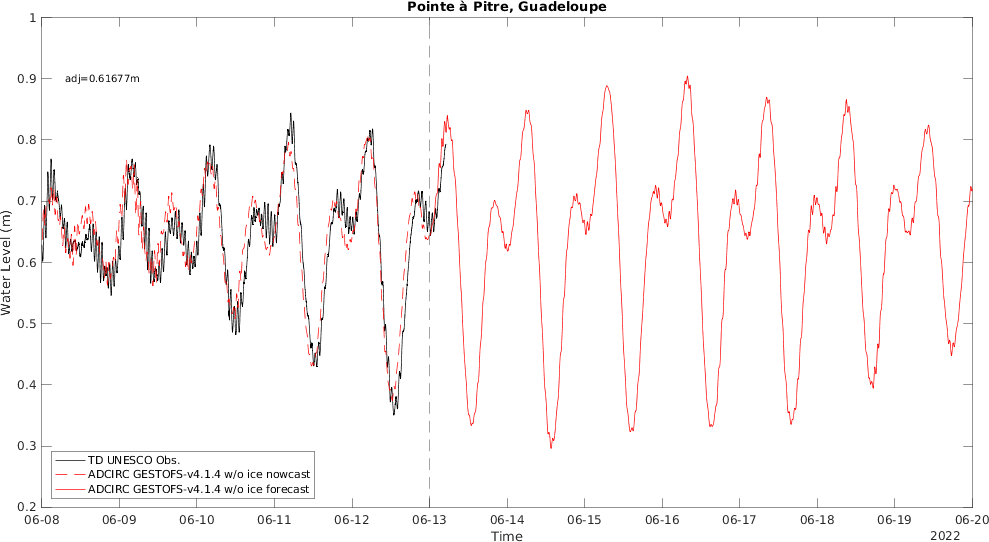 Pointe à Pitre, Guadeloupe
1
0.9
0.8
0.7
0.6
0.5
0.4
0.3
0.2
Water Level (m)
adj=0.61677m
TD UNESCO Obs.
ADCIRC GESTOFS-v4.1.4 w/o ice nowcast
ADCIRC GESTOFS-v4.1.4 w/o ice forecast
06-08 06-09 06-10 06-11 06-12 06-13 06-14 06-15 06-16 06-17 06-18 06-19 06-20
Time
2022